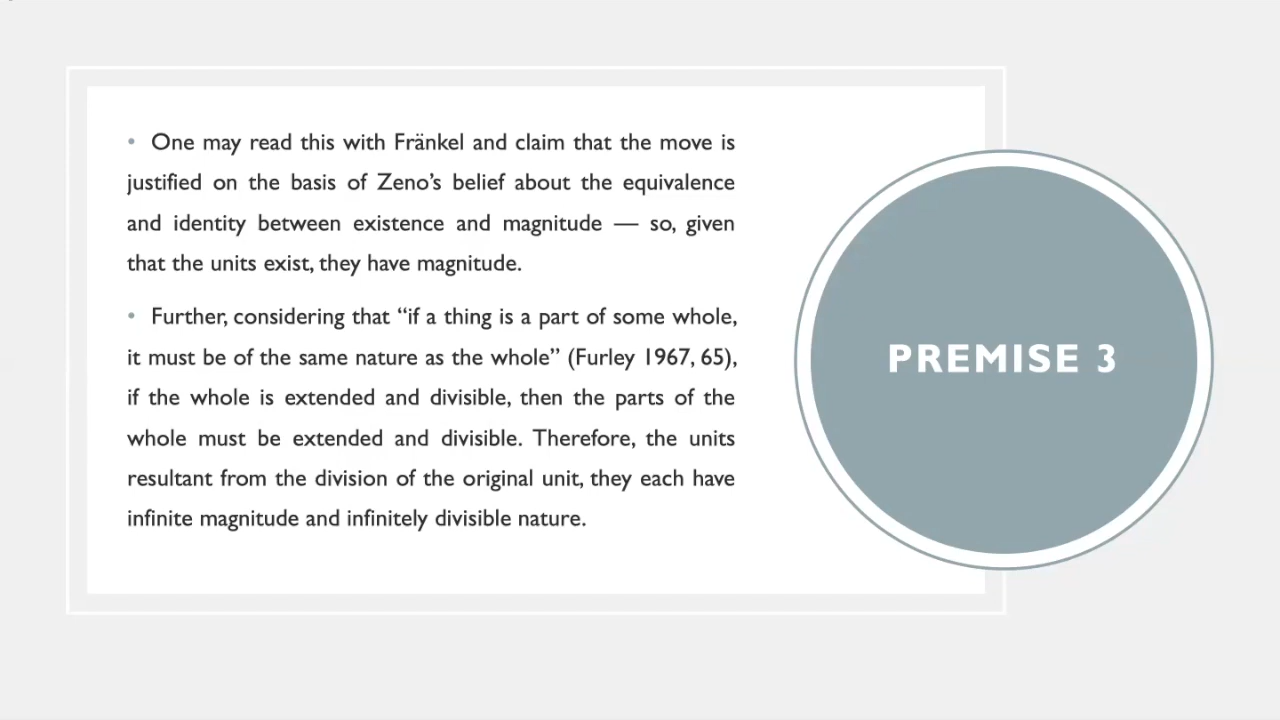 • One may read this with Fränkel and claim that the move is
justified on the basis of Zeno’s belief about the equivalence
and identity between existence and magnitude — so, given
that the units exist, they have magnitude.
• Further, considering that “if a thing is a part of some whole,
it must be of the same nature as the whole” (Furley 1967, 65),
if the whole is extended and divisible, then the parts of the
whole must be extended and divisible. Therefore, the units
resultant from the division of the original unit, they each have
infinite magnitude and infinitely divisible nature.
PREMISE 3